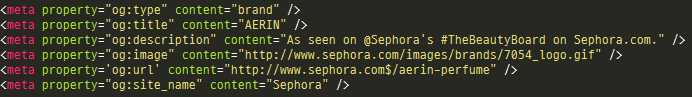 <meta property="og:type" content="brand" />
<meta property="og:title" content="AERIN" />
<meta property="og:description" content="As seen on @Sephora's #TheBeautyBoard on Sephora.com." />
<meta property="og:image" content="http://www.sephora.com/images/brands/7054_logo.gif" />
<meta property='og:url' content="http://www.sephora.com$/aerin-perfume" />
<meta property="og:site_name" content="Sephora" />